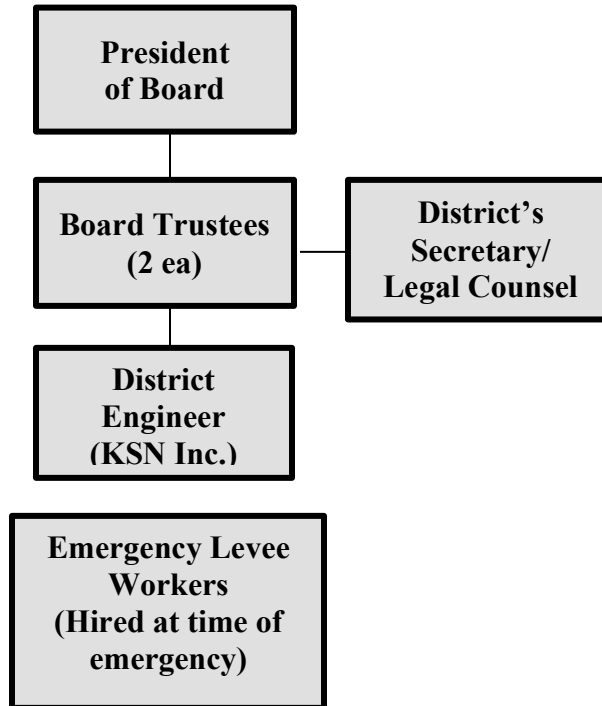 President
of Board
Board Trustees
(2 ea)
District’s
Secretary/
Legal Counsel
District
Engineer
(KSN Inc.)
Emergency Levee
Workers
(Hired at time of
emergency)